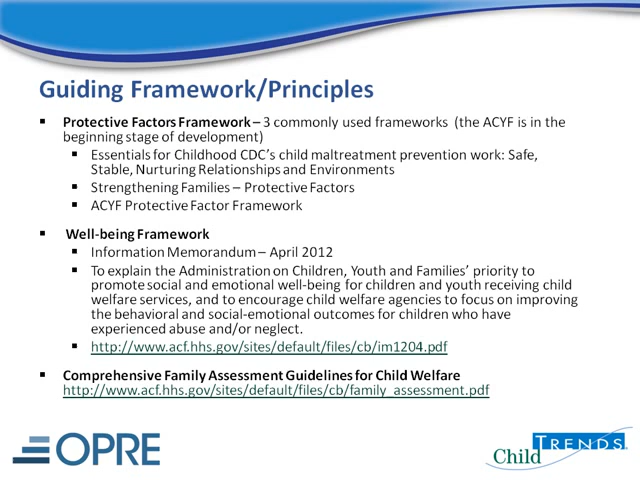 Guiding Framework/Principles
▪ Protective Factors Framework – 3 commonly used frameworks (the ACYF is in the
beginning stage of development)
▪ Essentials for Childhood CDC's child maltreatment prevention work: Safe,
Stable, Nurturing Relationships and Environments
▪ Strengthening Families – Protective Factors
▪ ACYF Protective Factor Framework
▪ Well-being Framework
▪ Information Memorandum – April 2012
▪ To explain the Administration on Children, Youth and Families' priority to
promote social and emotional well-being for children and youth receiving child
welfare services, and to encourage child welfare agencies to focus on improving
the behavioral and social-emotional outcomes for children who have
experienced abuse and/or neglect.
▪ http://www.acf.hhs.gov/sites/default/files/cb/im1204.pdf
▪ Comprehensive Family Assessment Guidelines for Child Welfare
http://www.acf.hhs.gov/sites/default/files/cb/family_assessment.pdf
OPRE
Child TRENDS